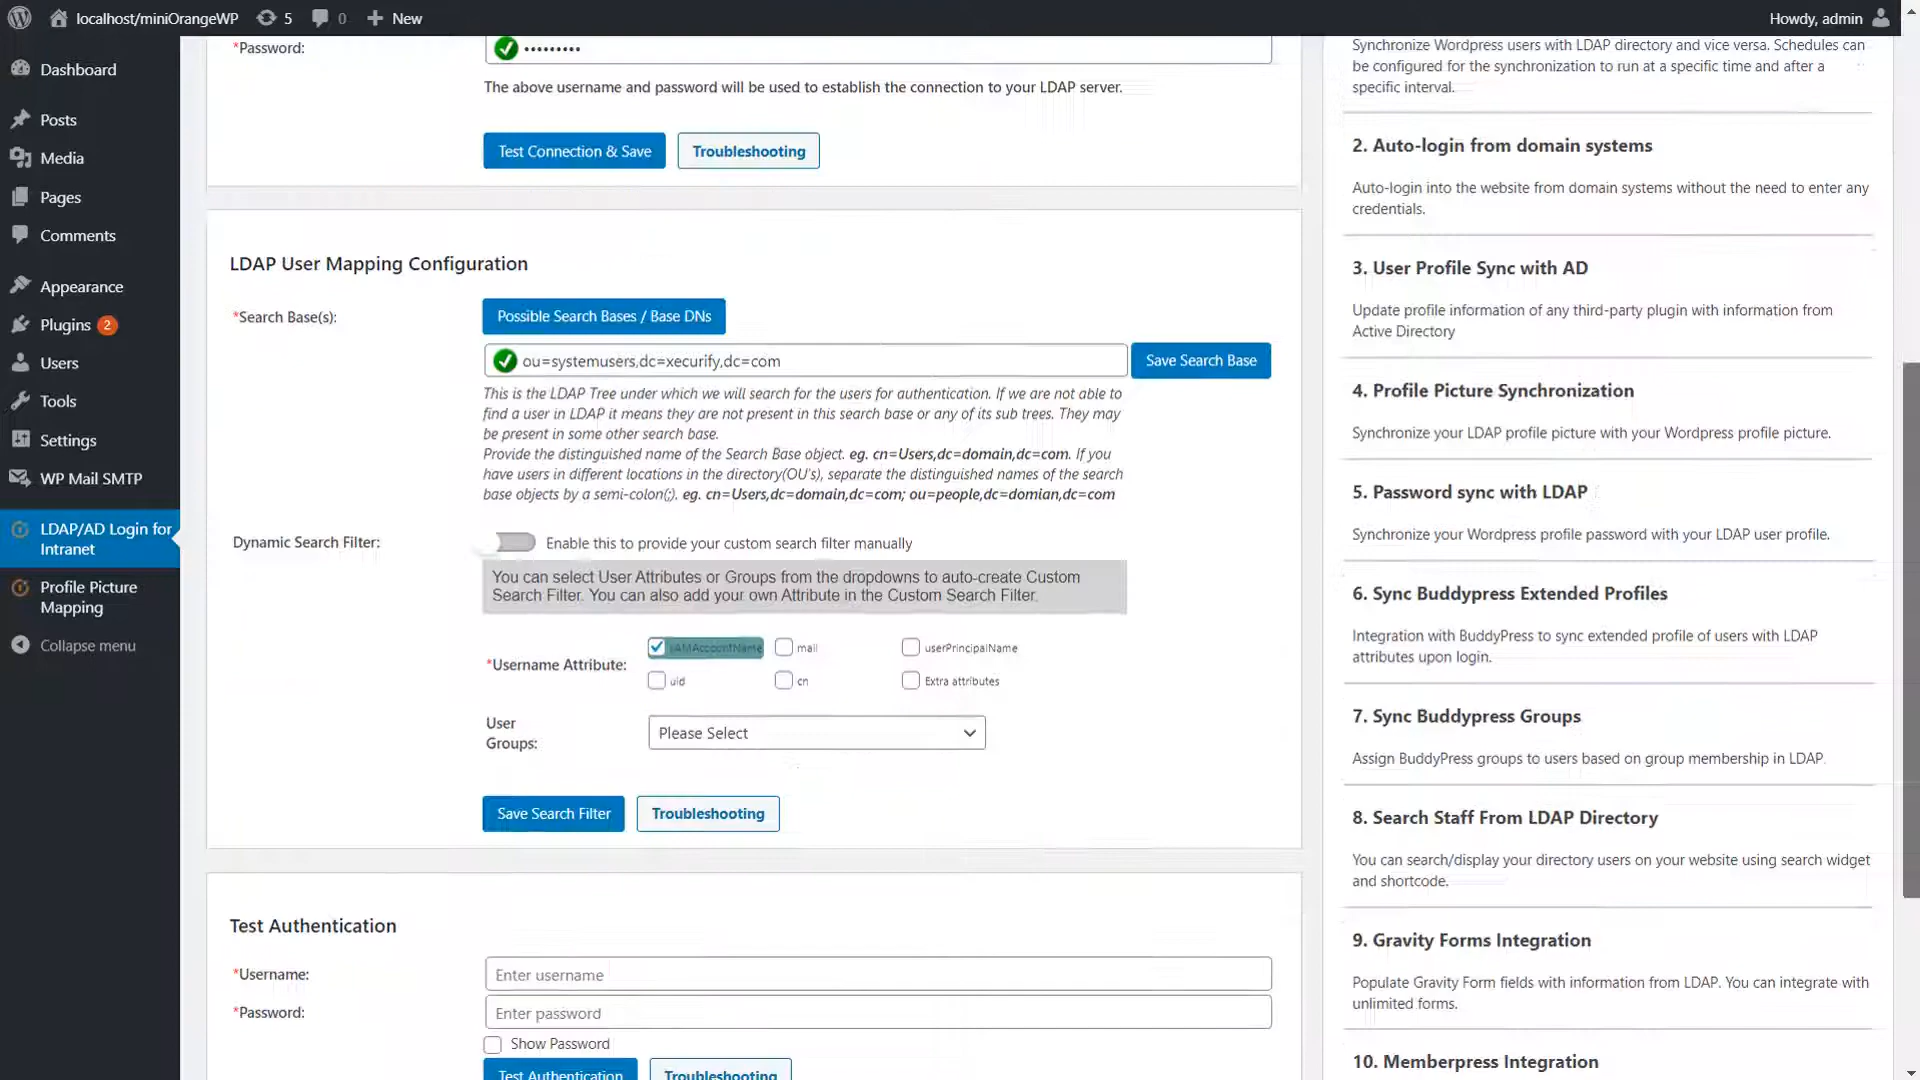 localhost/miniOrangeWP
5
0
New
Howdy, admin
Dashboard
Posts
Media
Pages
Comments
Appearance
Plugins 2
Users
Tools
Settings
WP Mail SMTP
LDAP/AD Login for
Intranet
Profile Picture
Mapping
Collapse menu
*Password:
•••••••••
The above username and password will be used to establish the connection to your LDAP server.
Test Connection & Save
Troubleshooting
LDAP User Mapping Configuration
*Search Base(s):
Possible Search Bases / Base DNs
ou=systemusers,dc=xecurify,dc=com
Save Search Base
This is the LDAP Tree under which we will search for the users for authentication. If we are not able to
find a user in LDAP it means they are not present in this search base or any of its sub trees. They may
be present in some other search base.
Provide the distinguished name of the Search Base object. eg. cn=Users,dc=domain,dc=com. If you
have users in different locations in the directory(OU's), separate the distinguished names of the search
base objects by a semi-colon(;). eg. cn=Users,dc=domain,dc=com; ou=people,dc=domian,dc=com
Dynamic Search Filter:
Enable this to provide your custom search filter manually
You can select User Attributes or Groups from the dropdowns to auto-create Custom
Search Filter. You can also add your own Attribute in the Custom Search Filter.
*Username Attribute:
sAMAccountName
mail
userPrincipalName
uid
cn
Extra attributes
User
Groups:
Please Select
Save Search Filter
Troubleshooting
Test Authentication
*Username:
Enter username
*Password:
Enter password
Show Password
Test Authentication
Troubleshooting
Synchronize Wordpress users with LDAP directory and vice versa. Schedules can
be configured for the synchronization to run at a specific time and after a
specific interval.
2. Auto-login from domain systems
Auto-login into the website from domain systems without the need to enter any
credentials.
3. User Profile Sync with AD
Update profile information of any third-party plugin with information from
Active Directory
4. Profile Picture Synchronization
Synchronize your LDAP profile picture with your Wordpress profile picture.
5. Password sync with LDAP
Synchronize your Wordpress profile password with your LDAP user profile.
6. Sync Buddypress Extended Profiles
Integration with BuddyPress to sync extended profile of users with LDAP
attributes upon login.
7. Sync Buddypress Groups
Assign BuddyPress groups to users based on group membership in LDAP.
8. Search Staff From LDAP Directory
You can search/display your directory users on your website using search widget
and shortcode.
9. Gravity Forms Integration
Populate Gravity Form fields with information from LDAP. You can integrate with
unlimited forms.
10. Memberpress Integration